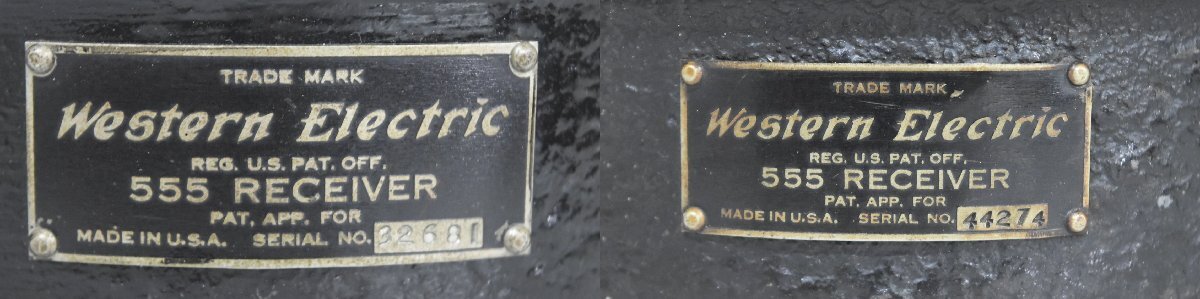 TRADE MARK
Western Electric
REG. U.S. PAT. OFF.
555 RECEIVER
PAT. APP. FOR
MADE IN U.S.A. SERIAL NO. 32681
TRADE MARK
Western Electric
REG. U.S. PAT. OFF.
555 RECEIVER
PAT. APP. FOR
MADE IN U.S.A. SERIAL NO. 44274